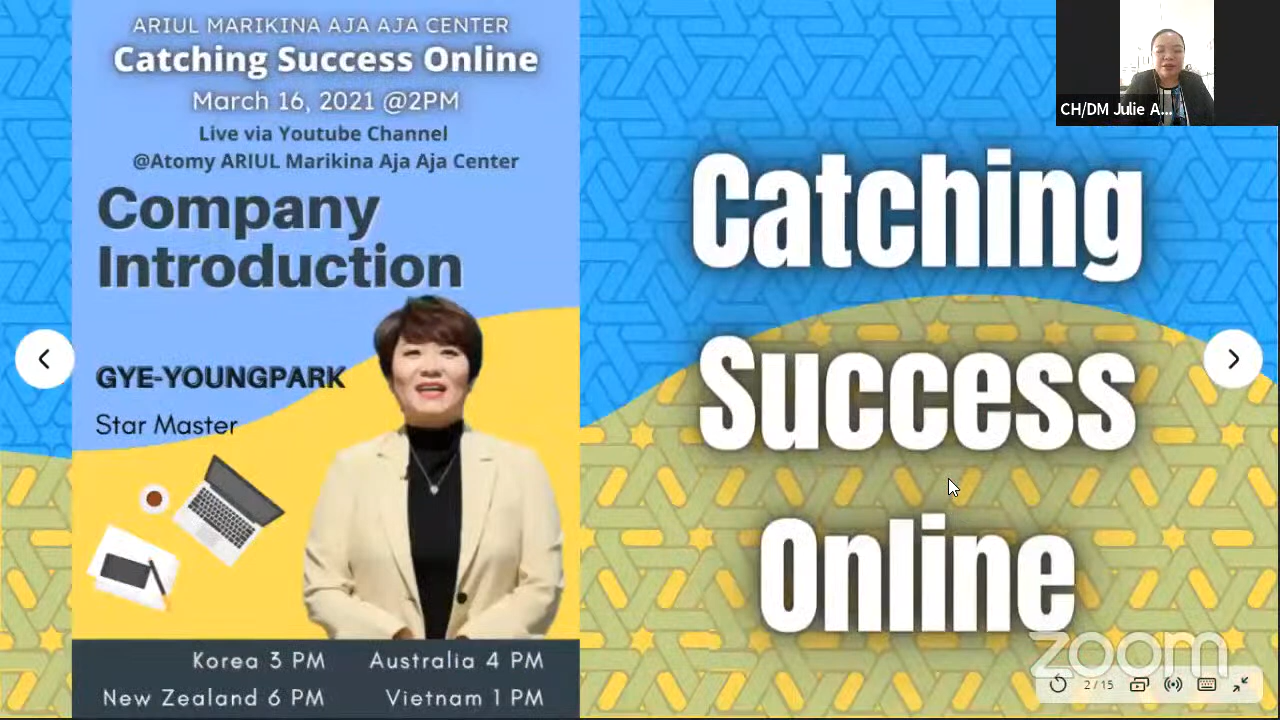 ARIUL MARIKINA AJA AJA CENTER
Catching Success Online
March 16, 2021 @2PM
Live via Youtube Channel
@Atomy ARIUL Marikina Aja Aja Center
Company
Introduction
GYE-YOUNGPARK
Star Master
Korea 3 PM Australia 4 PM
New Zealand 6 PM Vietnam 1 PM
Catching
Success
Online
CH/DM Julie A...
zoom
2/15